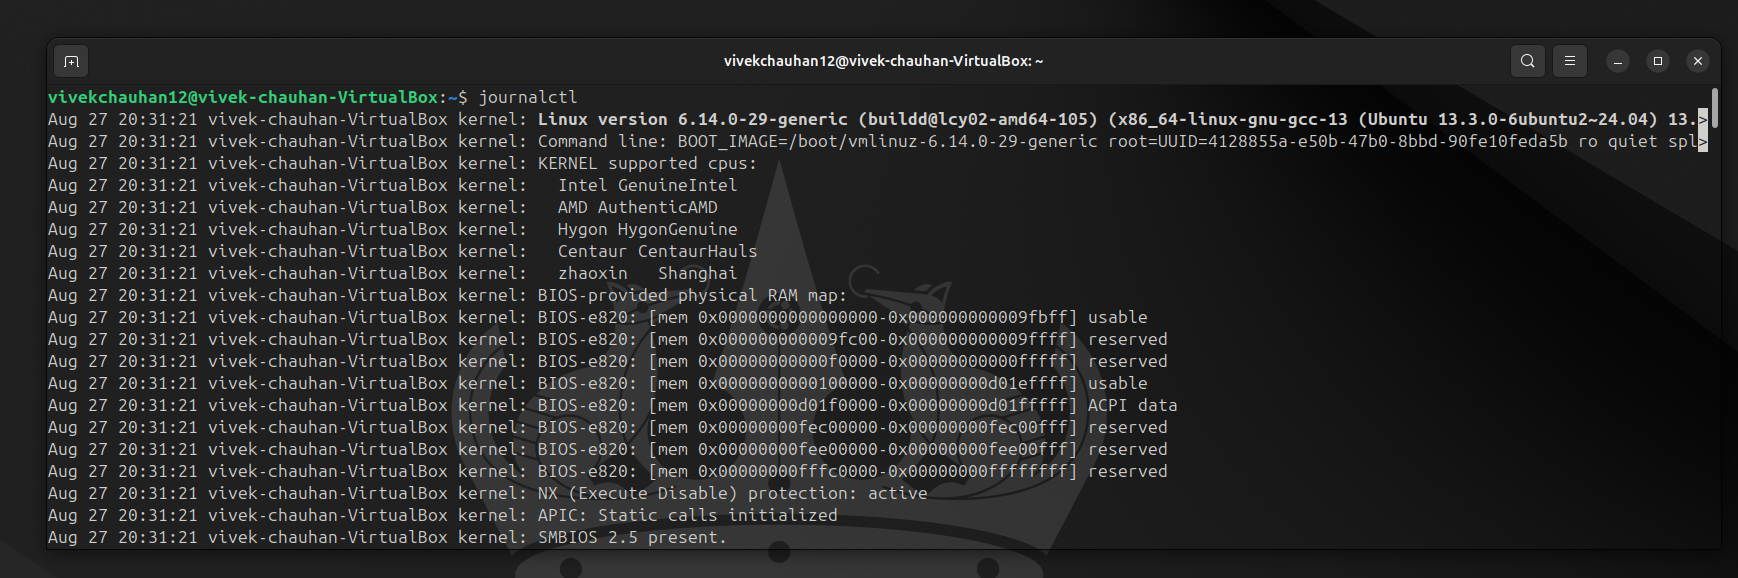 vivekchauhan12@vivek-chauhan-VirtualBox: ~
vivekchauhan12@vivek-chauhan-VirtualBox:~$ journalctl
Aug 27 20:31:21 vivek-chauhan-VirtualBox kernel: Linux version 6.14.0-29-generic (buildd@lcy02-amd64-105) (x86_64-linux-gnu-gcc-13 (Ubuntu 13.3.0-6ubuntu2~24.04) 13.>
Aug 27 20:31:21 vivek-chauhan-VirtualBox kernel: Command line: BOOT_IMAGE=/boot/vmlinuz-6.14.0-29-generic root=UUID=4128855a-e50b-47b0-8bbd-90fe10feda5b ro quiet spl>
Aug 27 20:31:21 vivek-chauhan-VirtualBox kernel: KERNEL supported cpus:
Aug 27 20:31:21 vivek-chauhan-VirtualBox kernel:   Intel GenuineIntel
Aug 27 20:31:21 vivek-chauhan-VirtualBox kernel:   AMD AuthenticAMD
Aug 27 20:31:21 vivek-chauhan-VirtualBox kernel:   Hygon HygonGenuine
Aug 27 20:31:21 vivek-chauhan-VirtualBox kernel:   Centaur CentaurHauls
Aug 27 20:31:21 vivek-chauhan-VirtualBox kernel:   zhaoxin   Shanghai
Aug 27 20:31:21 vivek-chauhan-VirtualBox kernel: BIOS-provided physical RAM map:
Aug 27 20:31:21 vivek-chauhan-VirtualBox kernel: BIOS-e820: [mem 0x0000000000000000-0x000000000009fbff] usable
Aug 27 20:31:21 vivek-chauhan-VirtualBox kernel: BIOS-e820: [mem 0x000000000009fc00-0x000000000009ffff] reserved
Aug 27 20:31:21 vivek-chauhan-VirtualBox kernel: BIOS-e820: [mem 0x00000000000f0000-0x00000000000fffff] reserved
Aug 27 20:31:21 vivek-chauhan-VirtualBox kernel: BIOS-e820: [mem 0x0000000000100000-0x00000000d01effff] usable
Aug 27 20:31:21 vivek-chauhan-VirtualBox kernel: BIOS-e820: [mem 0x00000000d01f0000-0x00000000d01fffff] ACPI data
Aug 27 20:31:21 vivek-chauhan-VirtualBox kernel: BIOS-e820: [mem 0x00000000fec00000-0x00000000fec00fff] reserved
Aug 27 20:31:21 vivek-chauhan-VirtualBox kernel: BIOS-e820: [mem 0x00000000fee00000-0x00000000fee00fff] reserved
Aug 27 20:31:21 vivek-chauhan-VirtualBox kernel: BIOS-e820: [mem 0x00000000fffc0000-0x00000000ffffffff] reserved
Aug 27 20:31:21 vivek-chauhan-VirtualBox kernel: NX (Execute Disable) protection: active
Aug 27 20:31:21 vivek-chauhan-VirtualBox kernel: APIC: Static calls initialized
Aug 27 20:31:21 vivek-chauhan-VirtualBox kernel: SMBIOS 2.5 present.